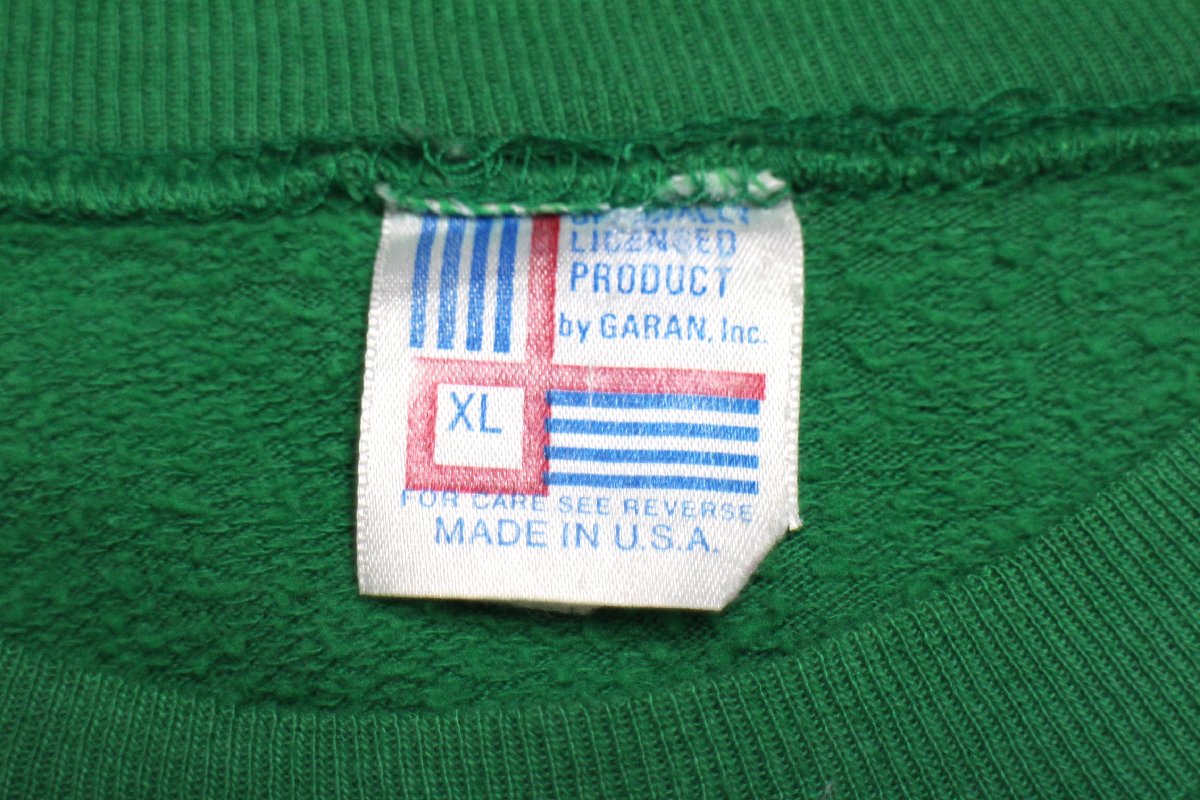 LICENSED
PRODUCT
by GARAN, Inc.
XL
FOR CARE SEE REVERSE
MADE IN U.S.A.